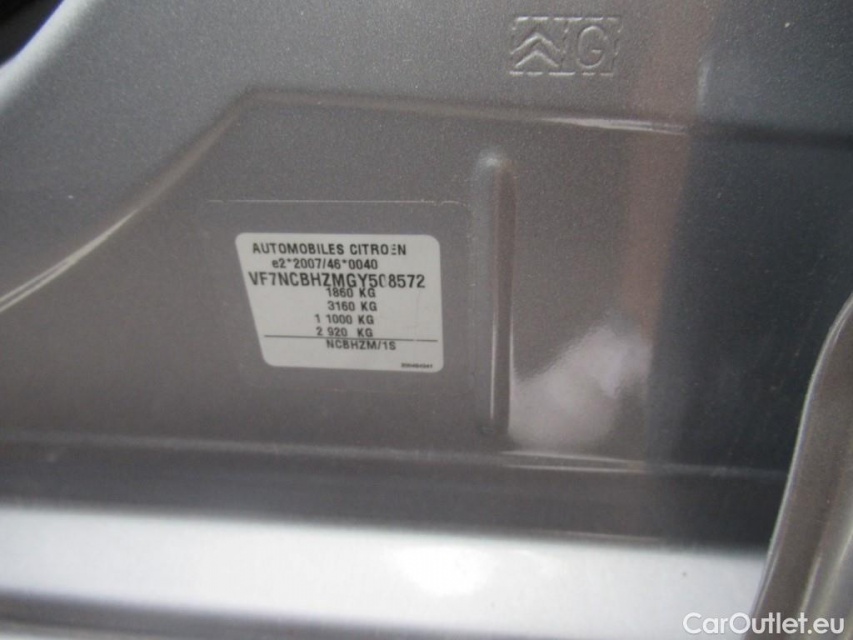 G
AUTOMOBILES CITROEN
e2*2007/46*0040
VF7NCBHZMGY508572
1860 KG
3160 KG
1 1000 KG
2 920 KG
NCBHZM/1S
CarOutlet.eu